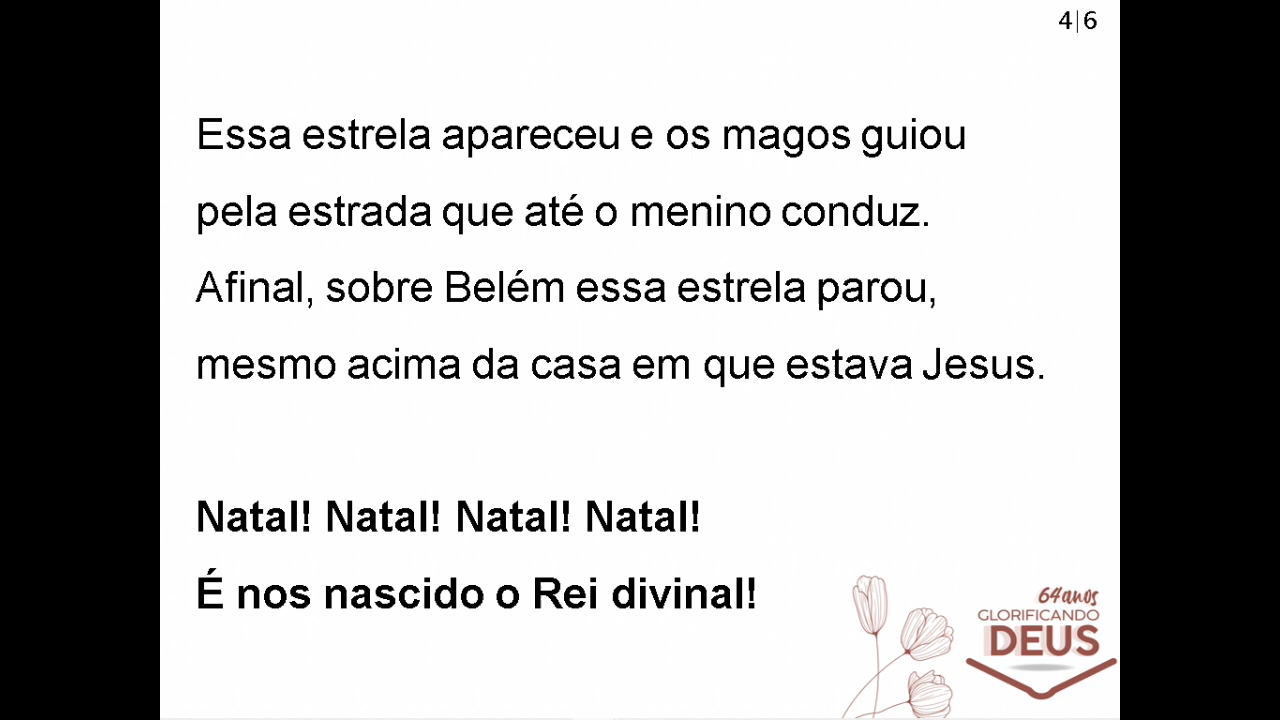 4|6
Essa estrela apareceu e os magos guiou
pela estrada que até o menino conduz.
Afinal, sobre Belém essa estrela parou,
mesmo acima da casa em que estava Jesus.
Natal! Natal! Natal! Natal!
É nos nascido o Rei divinal!
64 anos
GLORIFICANDO
DEUS